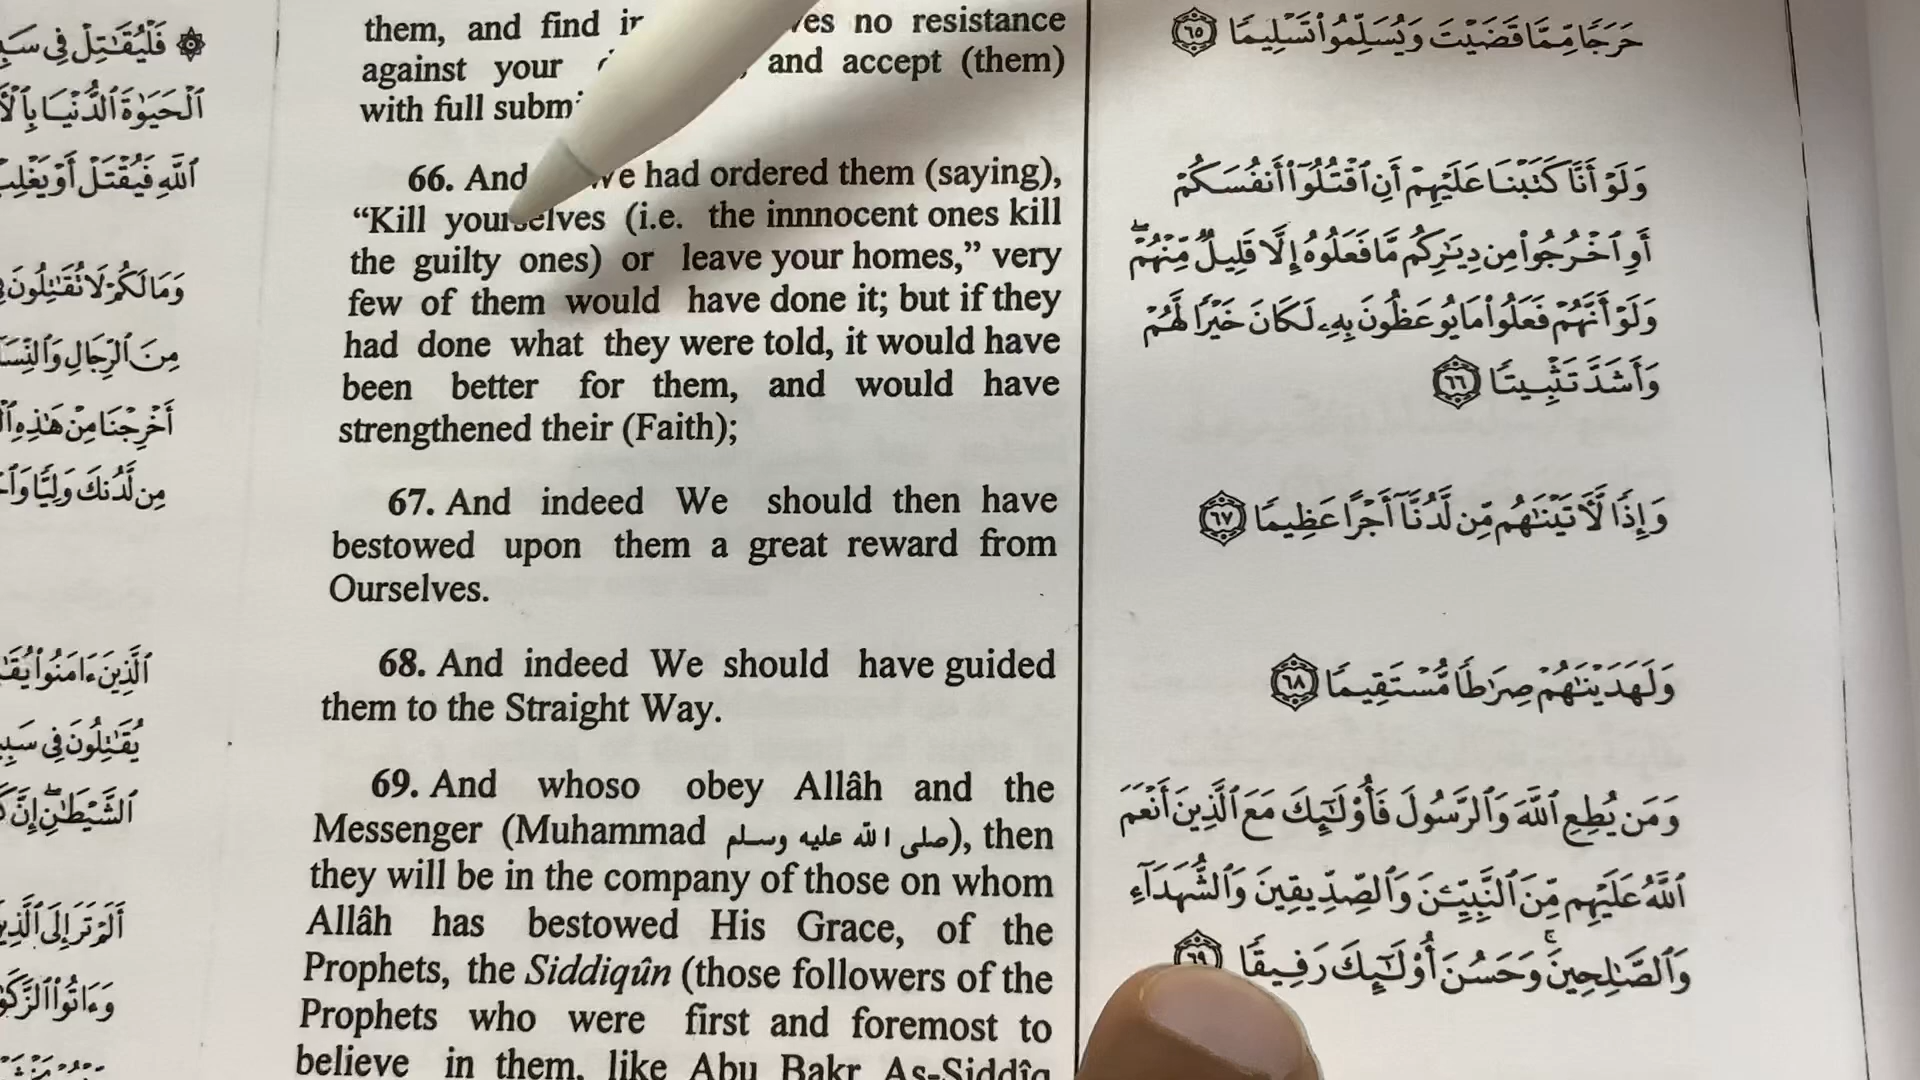 them, and find in no resistance
against your and accept (them)
with full
66. And We had ordered them (saying),
“Kill yourselves (i.e. the innnocent ones kill
the guilty ones) or leave your homes,” very
few of them would have done it; but if they
had done what they were told, it would have
been better for them, and would have
strengthened their (Faith);
67. And indeed We should then have
bestowed upon them a great reward from
Ourselves.
68. And indeed We should have guided
them to the Straight Way.
69. And whoso obey Allâh and the
Messenger (Muhammad صلى الله عليه وسلم), then
they will be in the company of those on whom
Allâh has bestowed His Grace, of the
Prophets, the Siddiqûn (those followers of the
Prophets who were first and foremost to
believe in them, like Abu Bakr As-Siddîq
حَرَجًا مِّمَّا قَضَيْتَ وَيُسَلِّمُوا۟ تَسْلِيمًا ٦٥
وَلَوْ أَنَّا كَتَبْنَا عَلَيْهِمْ أَنِ ٱقْتُلُوٓا۟ أَنفُسَكُمْ
أَوِ ٱخْرُجُوا۟ مِن دِيَـٰرِكُم مَّا فَعَلُوهُ إِلَّا قَلِيلٌ مِّنْهُمْ ۖ
وَلَوْ أَنَّهُمْ فَعَلُوا۟ مَا يُوعَظُونَ بِهِۦ لَكَانَ خَيْرًا لَّهُمْ
وَأَشَدَّ تَثْبِيتًا ٦٦
وَإِذًا لَّـَٔاتَيْنَـٰهُم مِّن لَّدُنَّآ أَجْرًا عَظِيمًا ٦٧
وَلَهَدَيْنَـٰهُمْ صِرَٰطًا مُّسْتَقِيمًا ٦٨
وَمَن يُطِعِ ٱللَّهَ وَٱلرَّسُولَ فَأُو۟لَـٰٓئِكَ مَعَ ٱلَّذِينَ أَنْعَمَ
ٱللَّهُ عَلَيْهِم مِّنَ ٱلنَّبِيِّـۧنَ وَٱلصِّدِّيقِينَ وَٱلشُّهَدَآءِ
وَٱلصَّـٰلِحِينَ ۚ وَحَسُنَ أُو۟لَـٰٓئِكَ رَفِيقًا ٦٩
۞ فَلْيُقَـٰتِلْ فِى
ٱلْحَيَوٰةَ ٱلدُّنْيَا
ٱللَّهِ فَيُقْتَلْ أَوْ يَغْلِبْ
وَمَا لَكُمْ لَا تُقَـٰتِلُونَ
مِنَ ٱلرِّجَالِ
أَخْرِجْنَا مِنْ هَـٰذِهِ
مِن لَّدُنكَ وَلِيًّا
ٱلَّذِينَ ءَامَنُوا۟
يُقَـٰتِلُونَ فِى
ٱلشَّيْطَـٰنِ ۖ إِنَّ
أَلَمْ تَرَ إِلَى
وَءَاتُوا۟